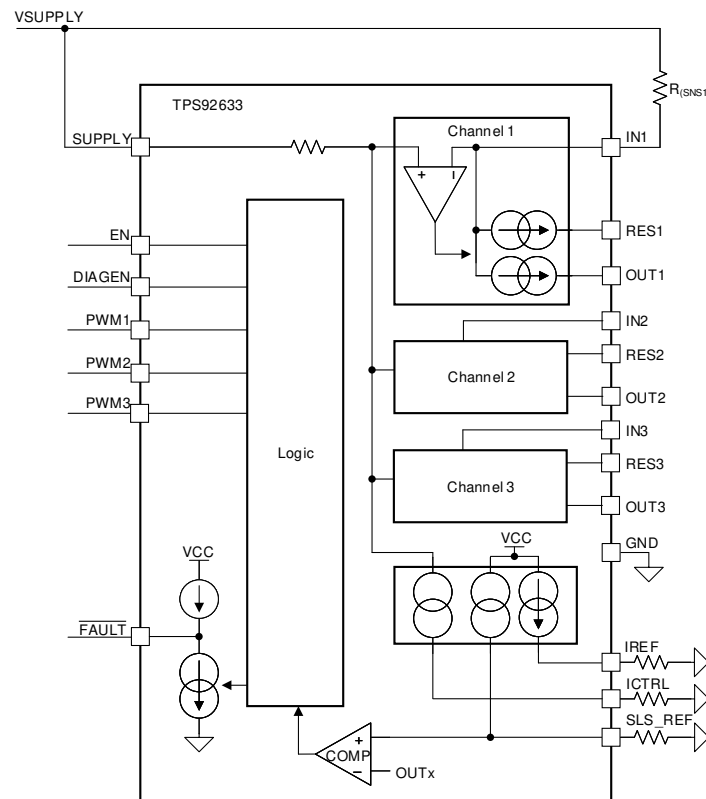 VSUPPLY
TPS92633
R(SNS1
SUPPLY
Channel 1
IN1
+
−
EN
RES1
DIAGEN
OUT1
PWM1
IN2
PWM2
Channel 2
RES2
PWM3
OUT2
IN3
Logic
Channel 3
RES3
OUT3
VCC
VCC
GND
FAULT
IREF
ICTRL
SLS_REF
+
COMP
−
OUTx